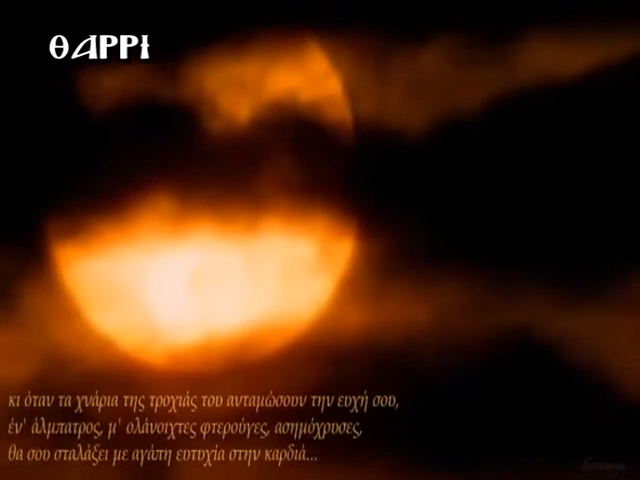 ΘΑΡΡΙ
κι όταν τα χνάρια της τροχιάς του ανταμώσουν την ευχή σου,
έν' άλμπατρος, μ' ολάνοιχτες φτερούγες, ασημόχρυσες,
θα σου σταλάξει με αγάπη ευτυχία στην καρδιά...